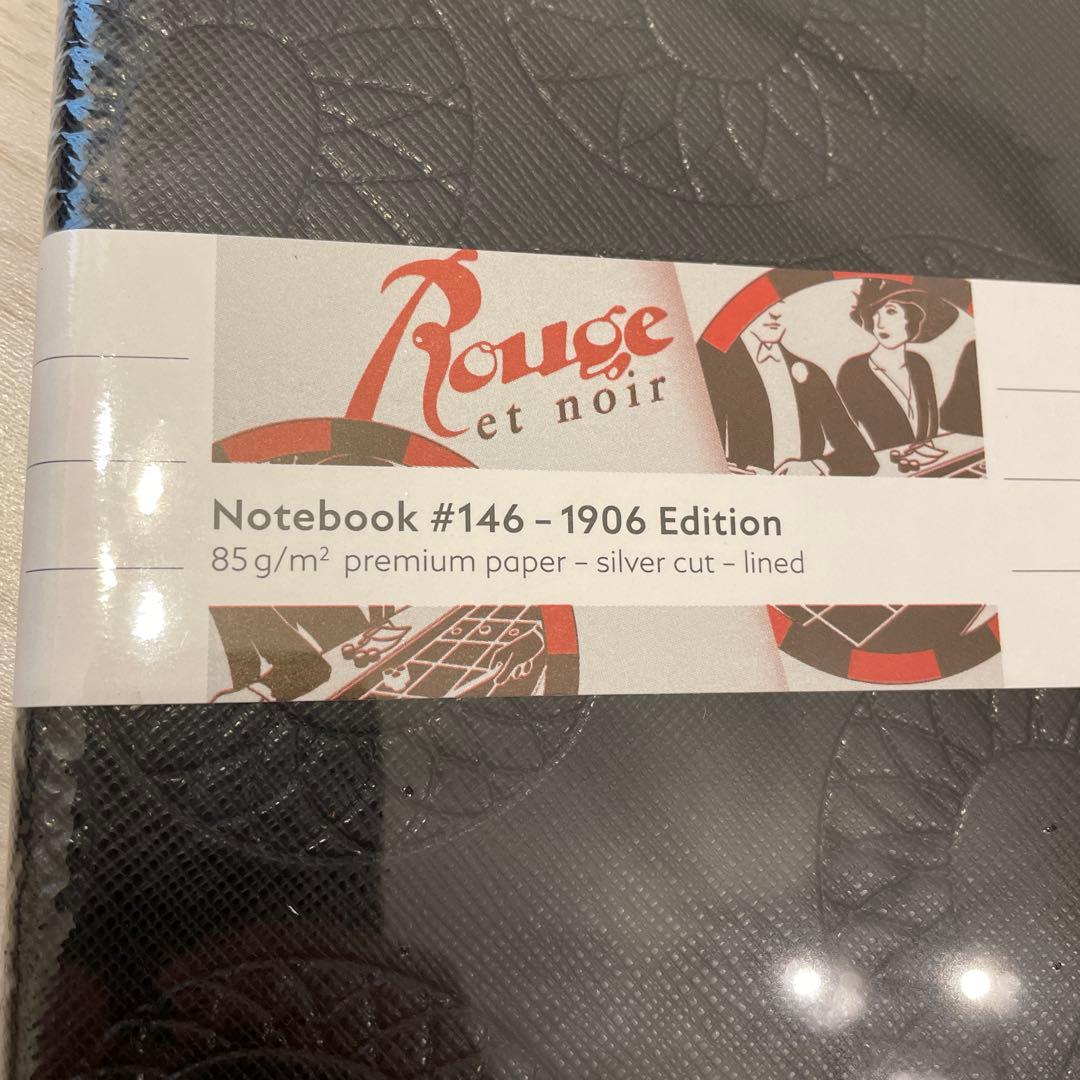 Rouge
et noir
Notebook #146 – 1906 Edition
85 g/m² premium paper – silver cut – lined